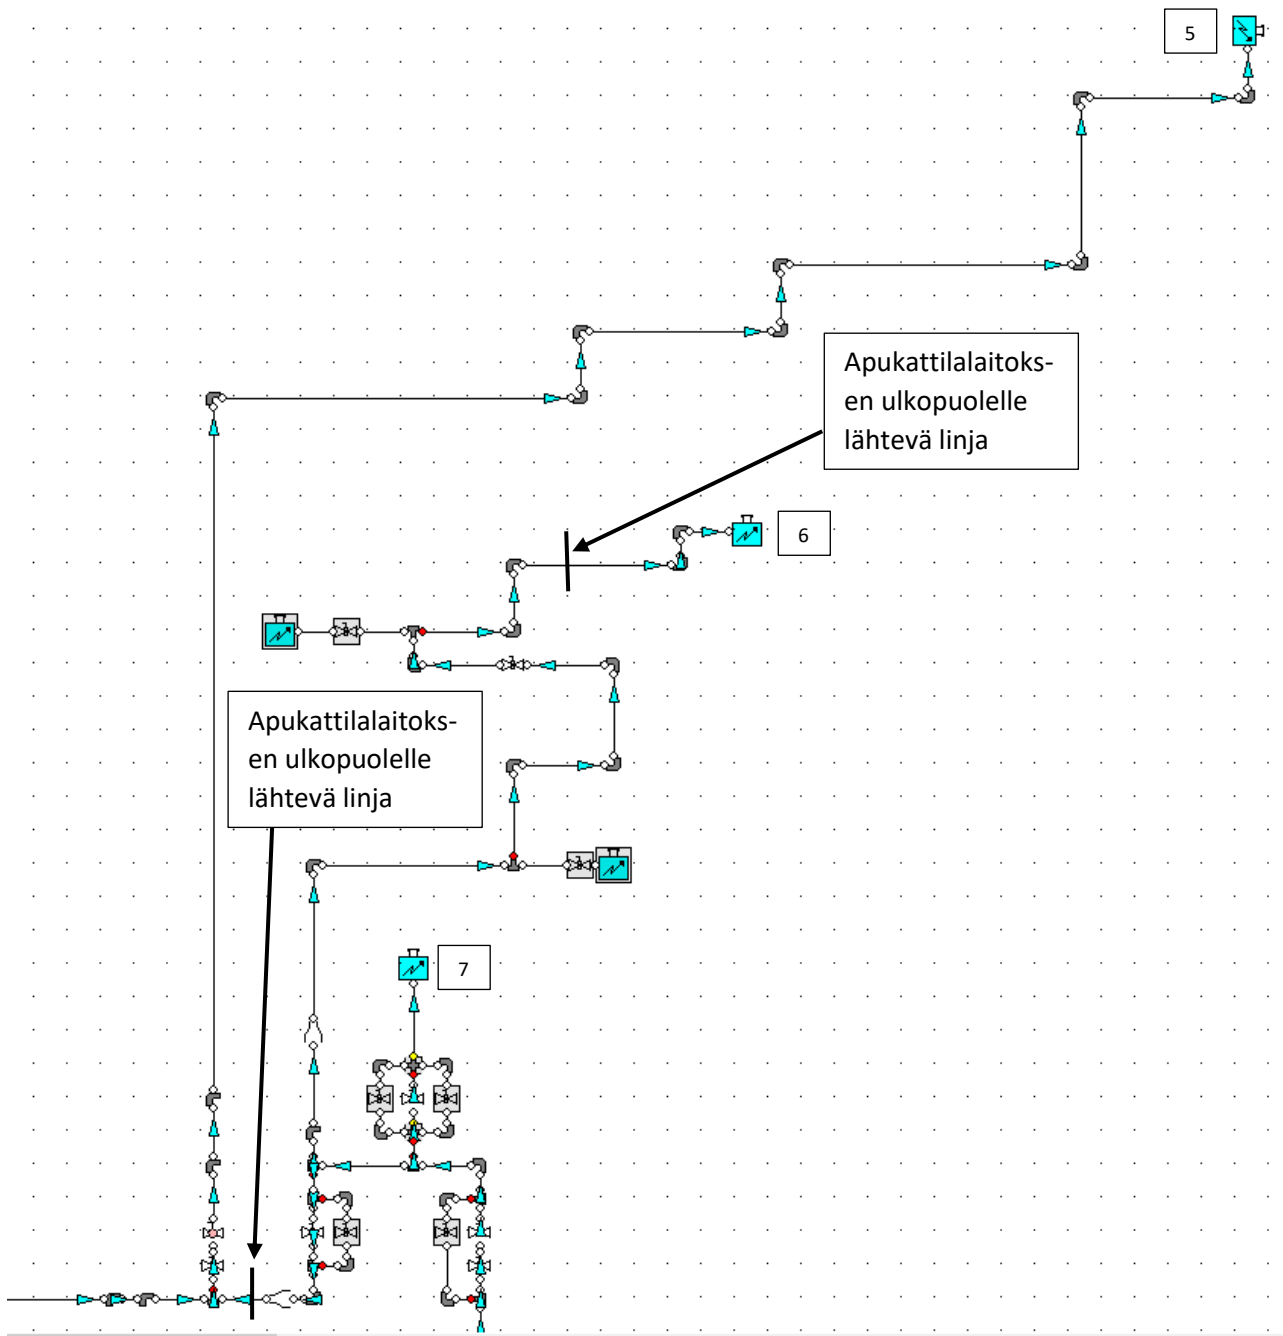 5
Apukattilalaitoks-
en ulkopuolelle
lähtevä linja
6
Apukattilalaitoks-
en ulkopuolelle
lähtevä linja
7